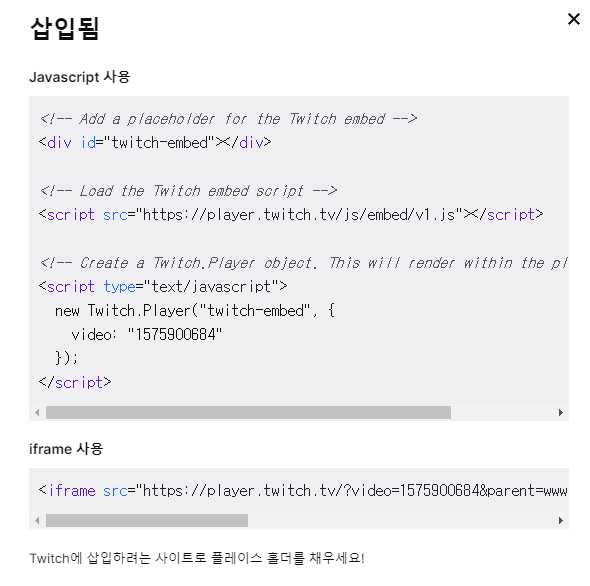 삽입됨
Javascript 사용
<!-- Add a placeholder for the Twitch embed -->
<div id="twitch-embed"></div>
<!-- Load the Twitch embed script -->
<script src="https://player.twitch.tv/js/embed/v1.js"></script>
<!-- Create a Twitch.Player object. This will render within the pl
<script type="text/javascript">
new Twitch.Player("twitch-embed", {
video: "1575900684"
});
</script>
iframe 사용
<iframe src="https://player.twitch.tv/?video=1575900684&parent=www
Twitch에 삽입하려는 사이트로 플레이스 홀더를 채우세요!